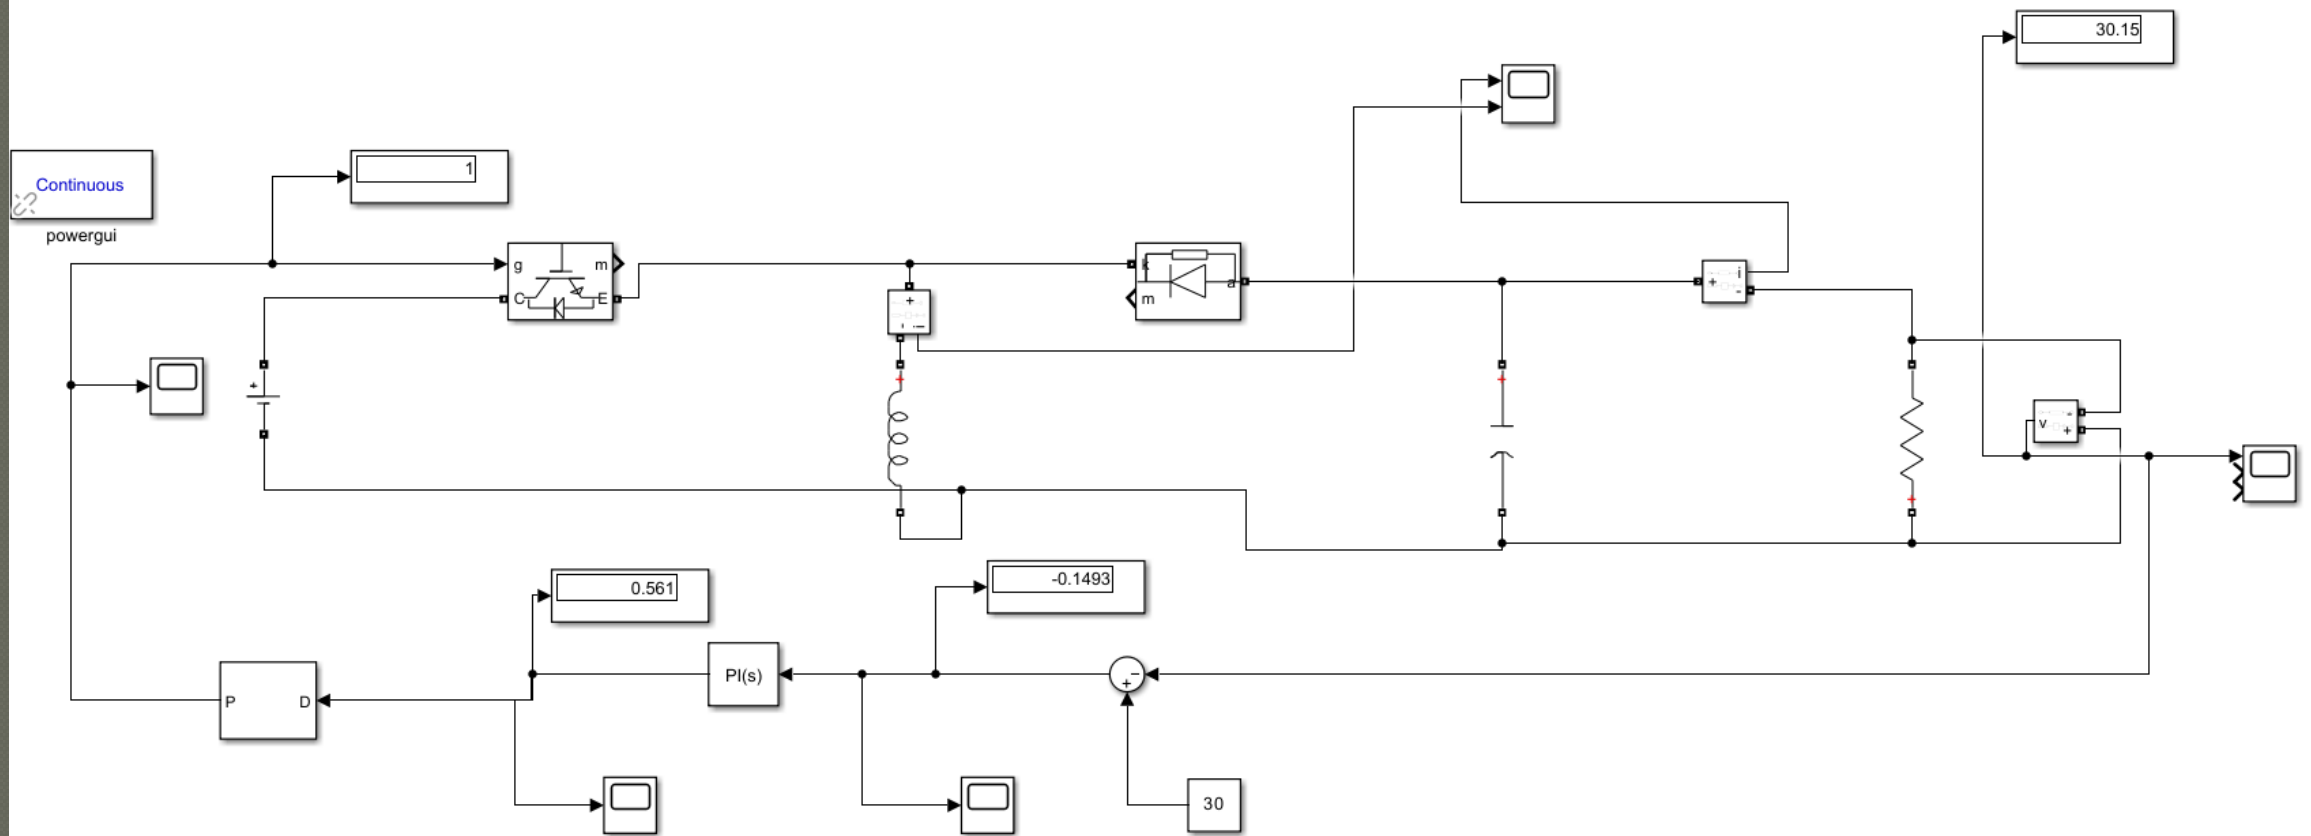 30.15
1
Continuous
powergui
g
m
C
E
k
a
m
+
i
+
-
+
+
-
v
+
0.561
-0.1493
PI(s)
-
+
P
D
30